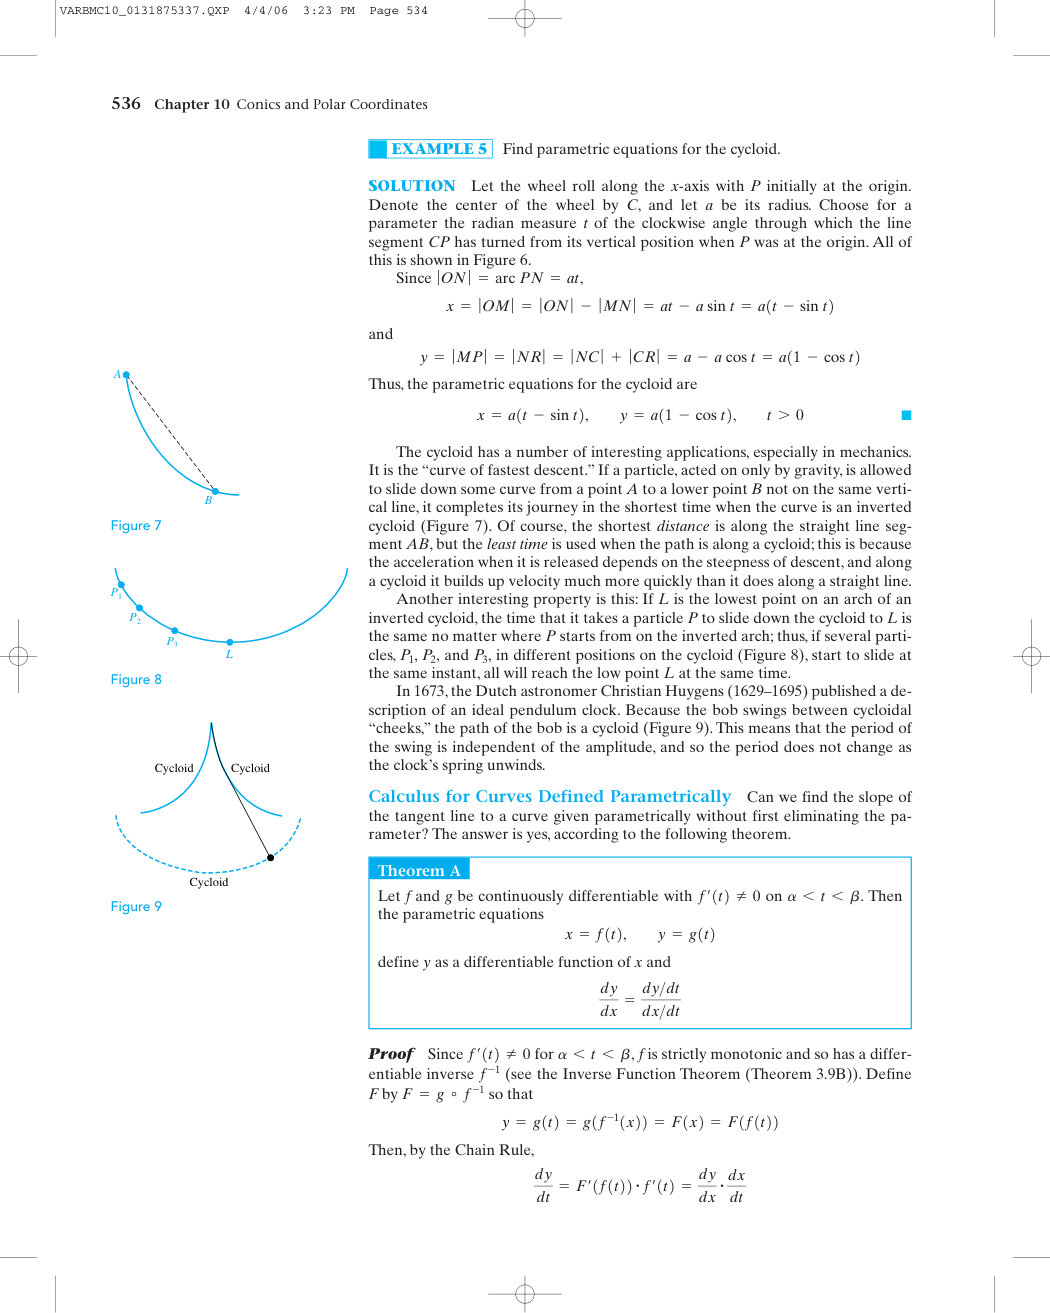 VARBMC10_0131875337.QXP 4/4/06 3:23 PM Page 534
536 Chapter 10 Conics and Polar Coordinates
EXAMPLE 5 Find parametric equations for the cycloid.
SOLUTION Let the wheel roll along the x-axis with P initially at the origin.
Denote the center of the wheel by C, and let a be its radius. Choose for a
parameter the radian measure t of the clockwise angle through which the line
segment CP has turned from its vertical position when P was at the origin. All of
this is shown in Figure 6.
Since |ON| = arc PN = at,
x = |OM| = |ON| − |MN| = at − a sin t = a(t − sin t)
and
y = |MP| = |NR| = |NC| + |CR| = a − a cos t = a(1 − cos t)
Thus, the parametric equations for the cycloid are
x = a(t − sin t), y = a(1 − cos t), t > 0
The cycloid has a number of interesting applications, especially in mechanics.
It is the “curve of fastest descent.” If a particle, acted on only by gravity, is allowed
to slide down some curve from a point A to a lower point B not on the same verti-
cal line, it completes its journey in the shortest time when the curve is an inverted
cycloid (Figure 7). Of course, the shortest distance is along the straight line seg-
ment AB, but the least time is used when the path is along a cycloid; this is because
the acceleration when it is released depends on the steepness of descent, and along
a cycloid it builds up velocity much more quickly than it does along a straight line.
Another interesting property is this: If L is the lowest point on an arch of an
inverted cycloid, the time that it takes a particle P to slide down the cycloid to L is
the same no matter where P starts from on the inverted arch; thus, if several parti-
cles, P₁, P₂, and P₃, in different positions on the cycloid (Figure 8), start to slide at
the same instant, all will reach the low point L at the same time.
In 1673, the Dutch astronomer Christian Huygens (1629–1695) published a de-
scription of an ideal pendulum clock. Because the bob swings between cycloidal
“cheeks,” the path of the bob is a cycloid (Figure 9). This means that the period of
the swing is independent of the amplitude, and so the period does not change as
the clock’s spring unwinds.
Calculus for Curves Defined Parametrically Can we find the slope of
the tangent line to a curve given parametrically without first eliminating the pa-
rameter? The answer is yes, according to the following theorem.
Theorem A
Let f and g be continuously differentiable with f′(t) ≠ 0 on α < t < β. Then
the parametric equations
x = f(t), y = g(t)
define y as a differentiable function of x and
dy/dx = (dy/dt)/(dx/dt)
Proof Since f′(t) ≠ 0 for α < t < β, f is strictly monotonic and so has a differ-
entiable inverse f⁻¹ (see the Inverse Function Theorem (Theorem 3.9B)). Define
F by F = g ∘ f⁻¹ so that
y = g(t) = g(f⁻¹(x)) = F(x) = F(f(t))
Then, by the Chain Rule,
dy/dt = F′(f(t)) · f′(t) = dy/dx · dx/dt
A
B
Figure 7
P₁
P₂
P₃
L
Figure 8
Cycloid Cycloid
Cycloid
Figure 9